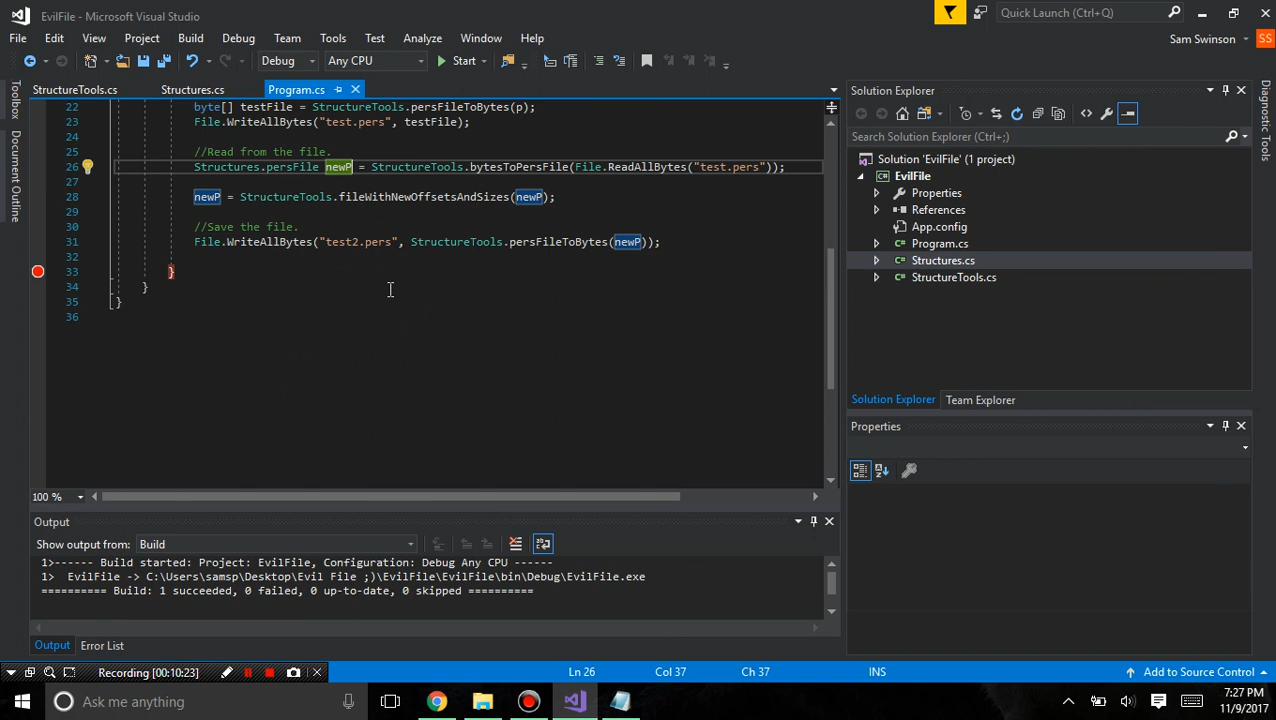 EvilFile - Microsoft Visual Studio
Quick Launch (Ctrl+Q)
File Edit View Project Build Debug Team Tools Test Analyze Window Help
Sam Swinson SS
Debug Any CPU Start
Toolbox
Document Outline
StructureTools.cs Structures.cs Program.cs
22 byte[] testFile = StructureTools.persFileToBytes(p);
23 File.WriteAllBytes("test.pers", testFile);
24
25 //Read from the file.
26 Structures.persFile newP = StructureTools.bytesToPersFile(File.ReadAllBytes("test.pers"));
27
28 newP = StructureTools.fileWithNewOffsetsAndSizes(newP);
29
30 //Save the file.
31 File.WriteAllBytes("test2.pers", StructureTools.persFileToBytes(newP));
32
33 }
34 }
35 }
36
100 %
Output
Show output from: Build
1>------ Build started: Project: EvilFile, Configuration: Debug Any CPU ------
1> EvilFile -> C:\Users\samsp\Desktop\Evil File ;)\EvilFile\EvilFile\bin\Debug\EvilFile.exe
========== Build: 1 succeeded, 0 failed, 0 up-to-date, 0 skipped ==========
Output Error List
Solution Explorer
Search Solution Explorer (Ctrl+;)
Solution 'EvilFile' (1 project)
EvilFile
Properties
References
App.config
Program.cs
Structures.cs
StructureTools.cs
Solution Explorer Team Explorer
Properties
Diagnostic Tools
Recording [00:10:23]
Ln 26 Col 37 Ch 37 INS
Add to Source Control
Ask me anything
7:27 PM
11/9/2017